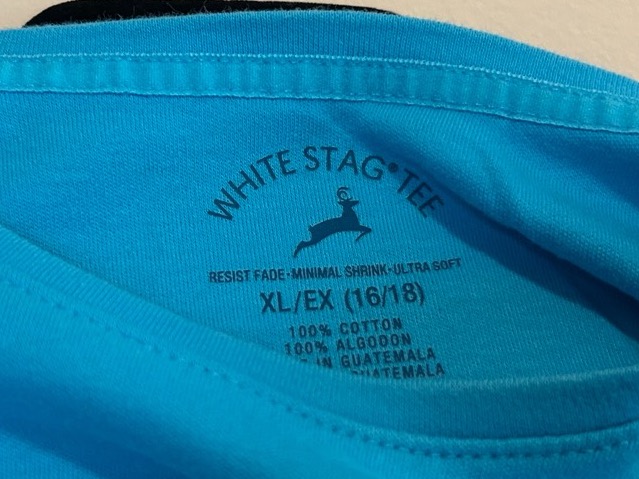 WHITE STAG® TEE
RESIST FADE·MINIMAL SHRINK·ULTRA SOFT
XL/EX (16/18)
100% COTTON
100% ALGODON
IN GUATEMALA
GUATEMALA